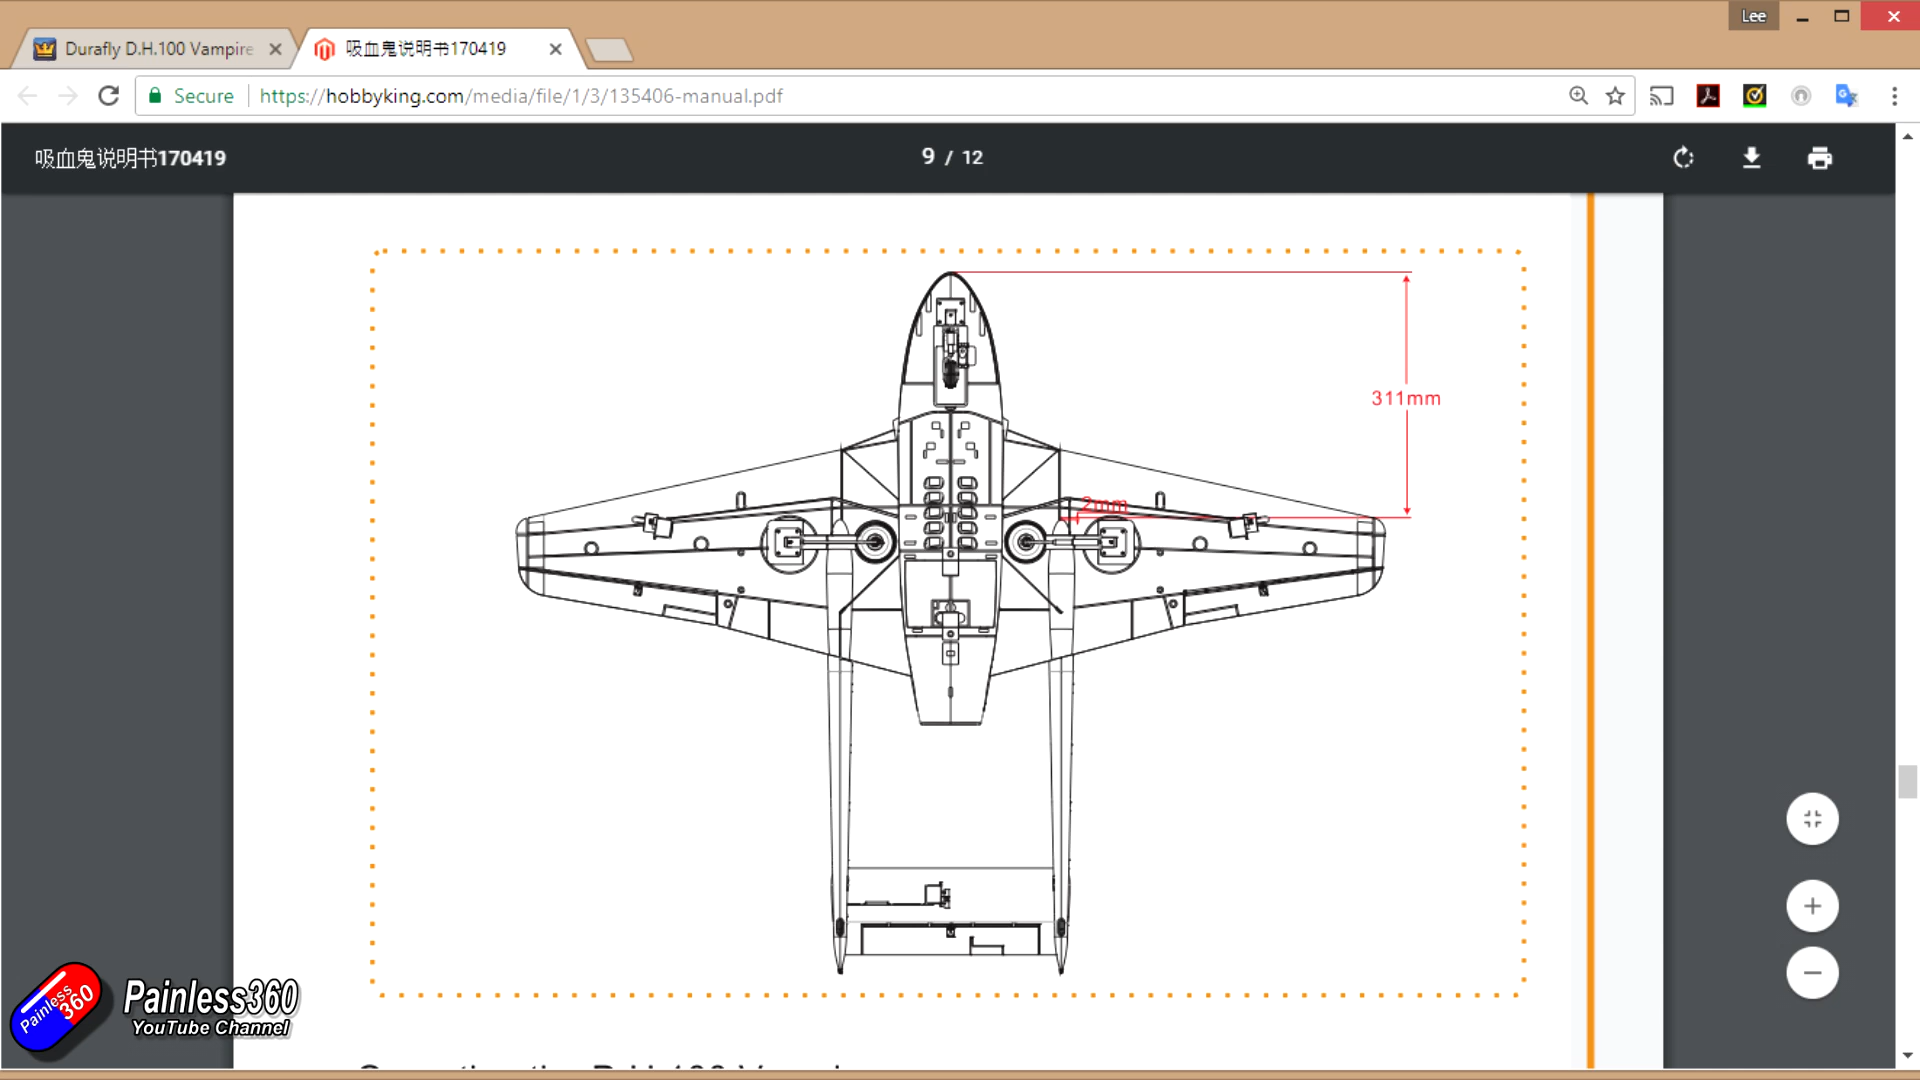 Lee
Durafly D.H.100 Vampire
吸血鬼说明书170419
Secure
https://hobbyking.com/media/file/1/3/135406-manual.pdf
吸血鬼说明书170419
9 / 12
311mm
2mm
Painless
360
Painless360
YouTube Channel